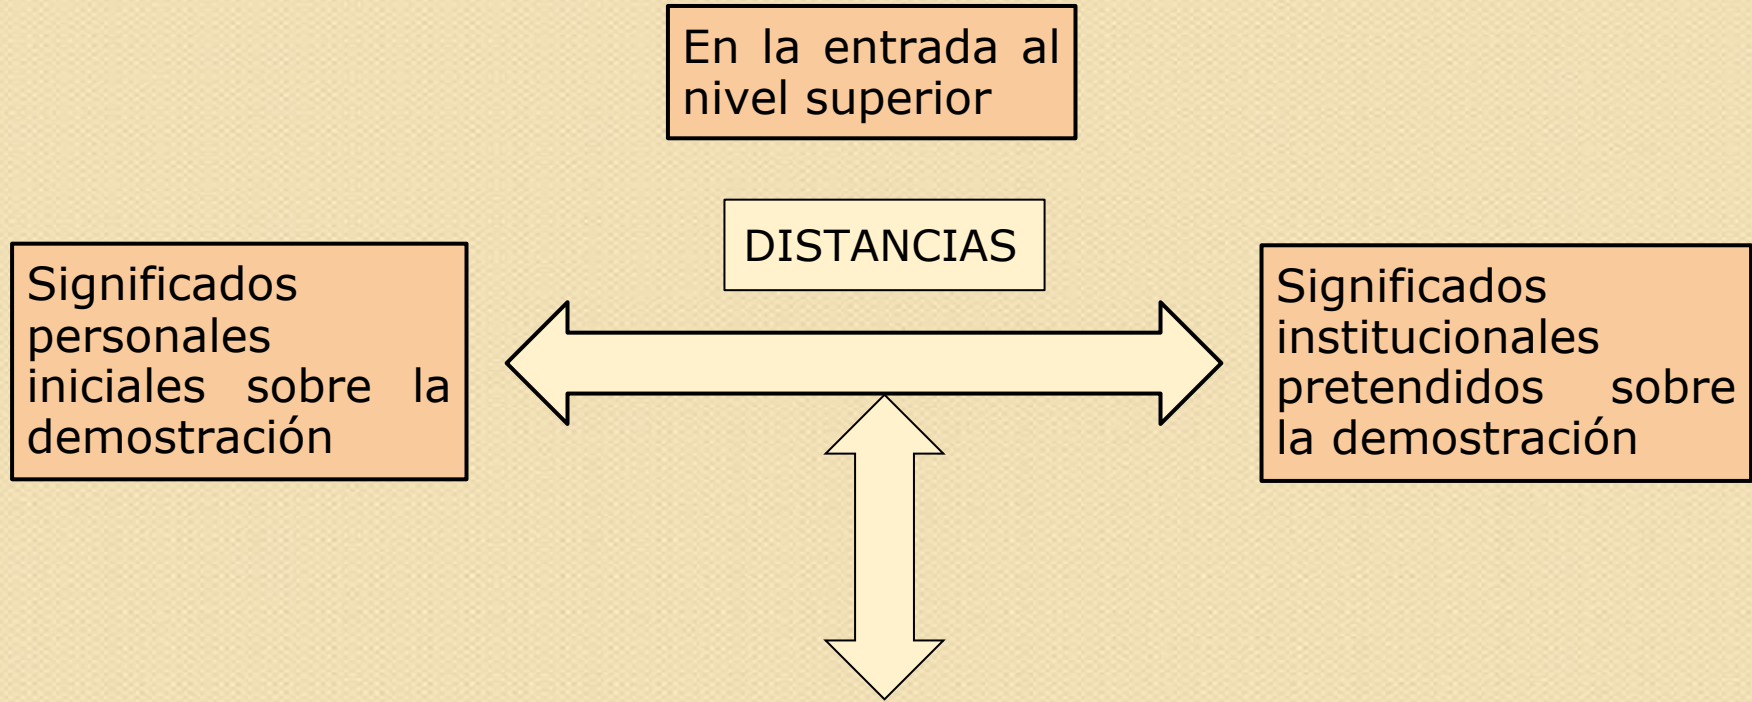 En la entrada al
nivel superior
DISTANCIAS
Significados
personales
iniciales sobre la
demostración
Significados
institucionales
pretendidos sobre
la demostración